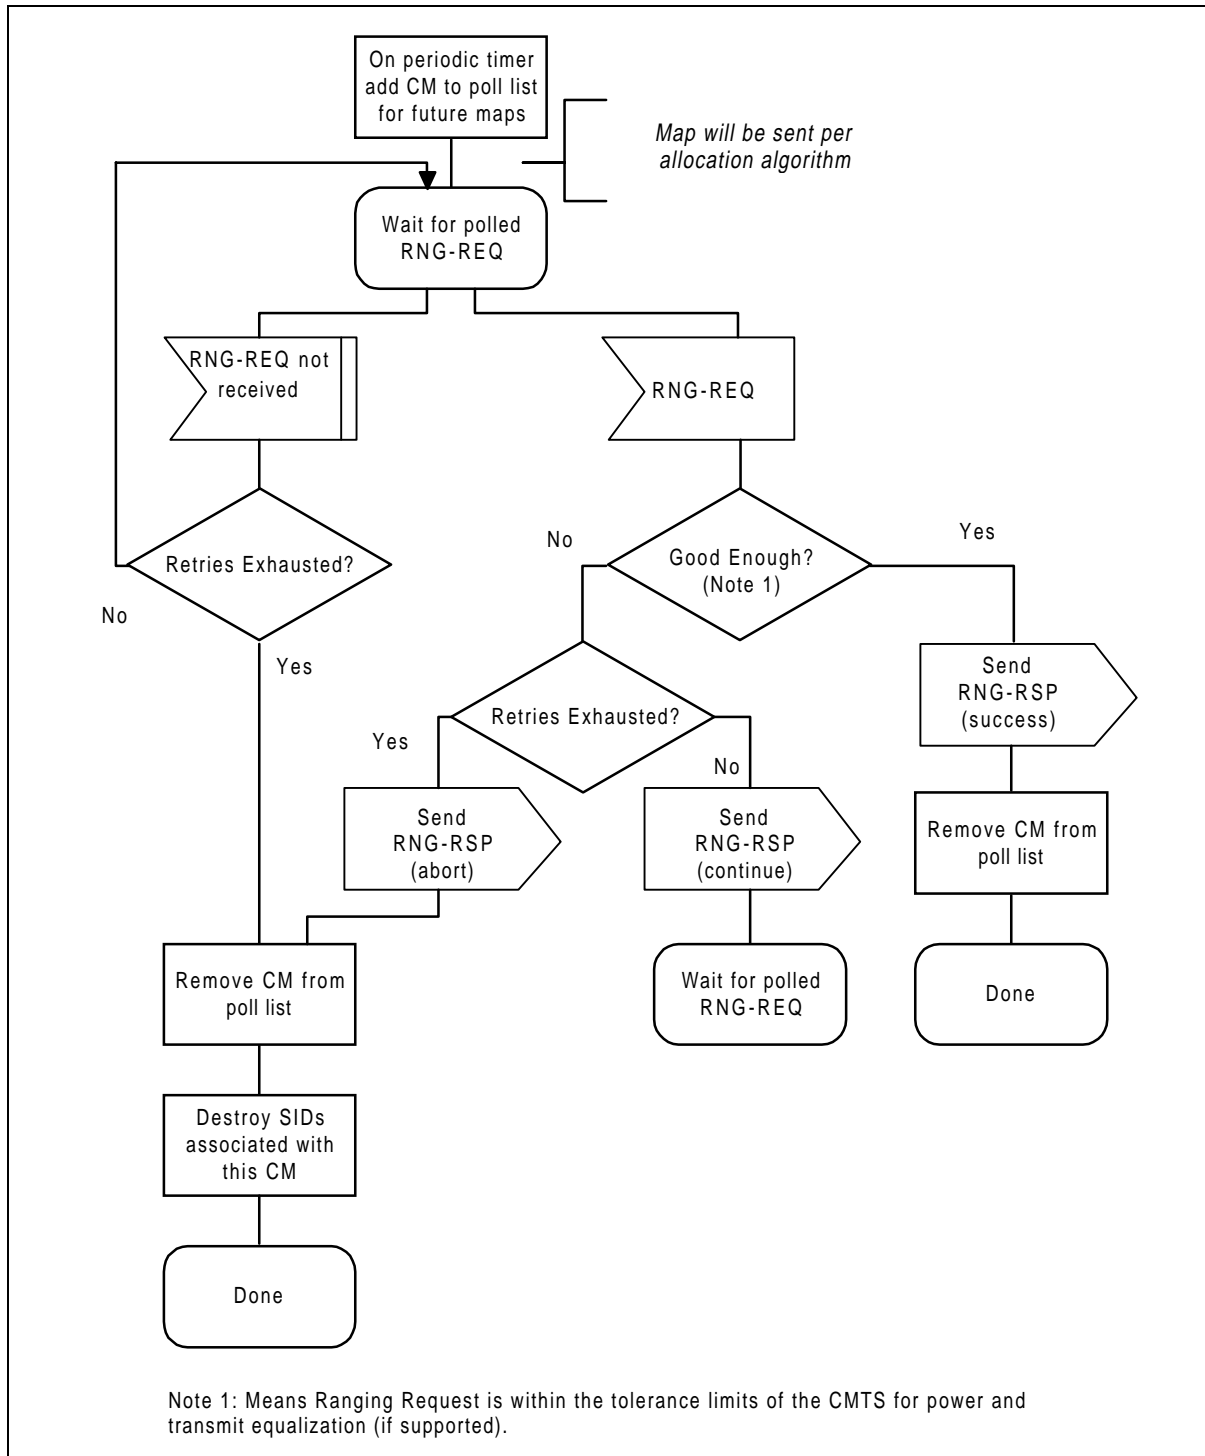 On periodic timer
add CM to poll list
for future maps
Map will be sent per
allocation algorithm
Wait for polled
RNG-REQ
RNG-REQ not
received
RNG-REQ
Retries Exhausted?
No
Yes
Good Enough?
(Note 1)
No
Yes
Send
RNG-RSP
(success)
Retries Exhausted?
Yes
No
Send
RNG-RSP
(abort)
Send
RNG-RSP
(continue)
Remove CM from
poll list
Remove CM from
poll list
Wait for polled
RNG-REQ
Done
Destroy SIDs
associated with
this CM
Done
Note 1: Means Ranging Request is within the tolerance limits of the CMTS for power and
transmit equalization (if supported).